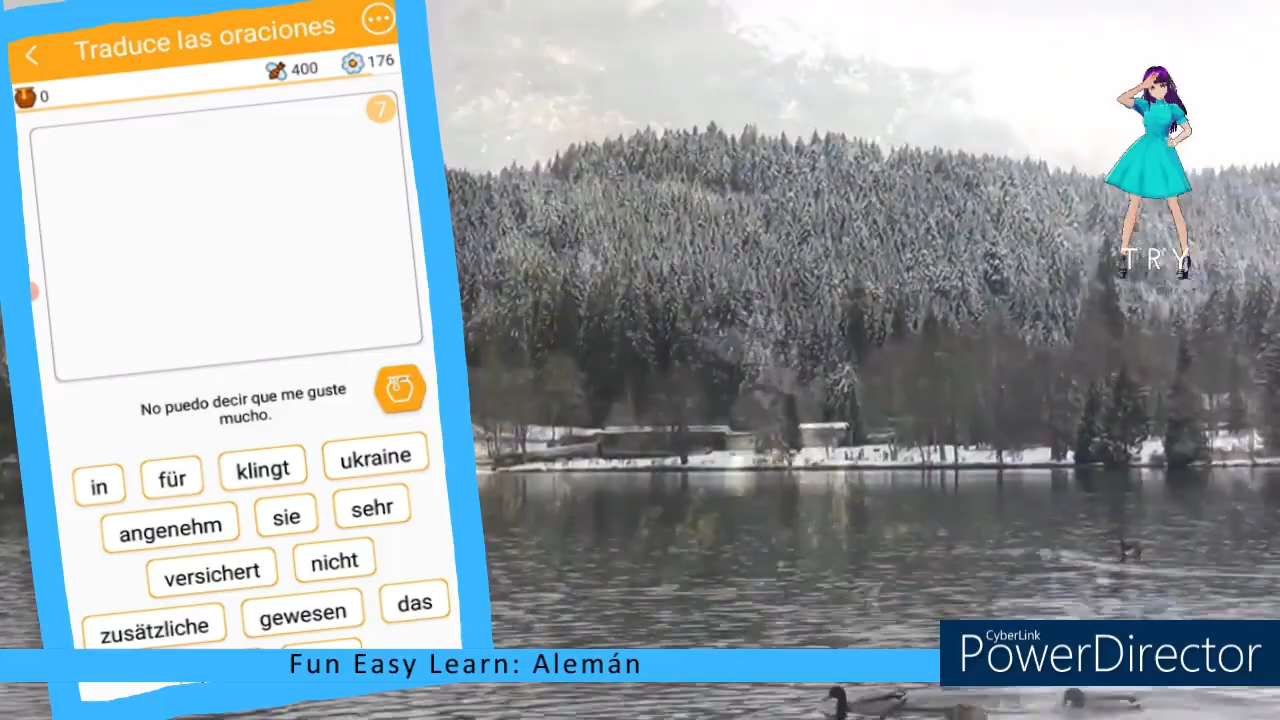 Traduce las oraciones
400
176
0
7
No puedo decir que me guste
mucho.
in
für
klingt
ukraine
angenehm
sie
sehr
versichert
nicht
zusätzliche
gewesen
das
TRY
Fun Easy Learn: Alemán
CyberLink
PowerDirector